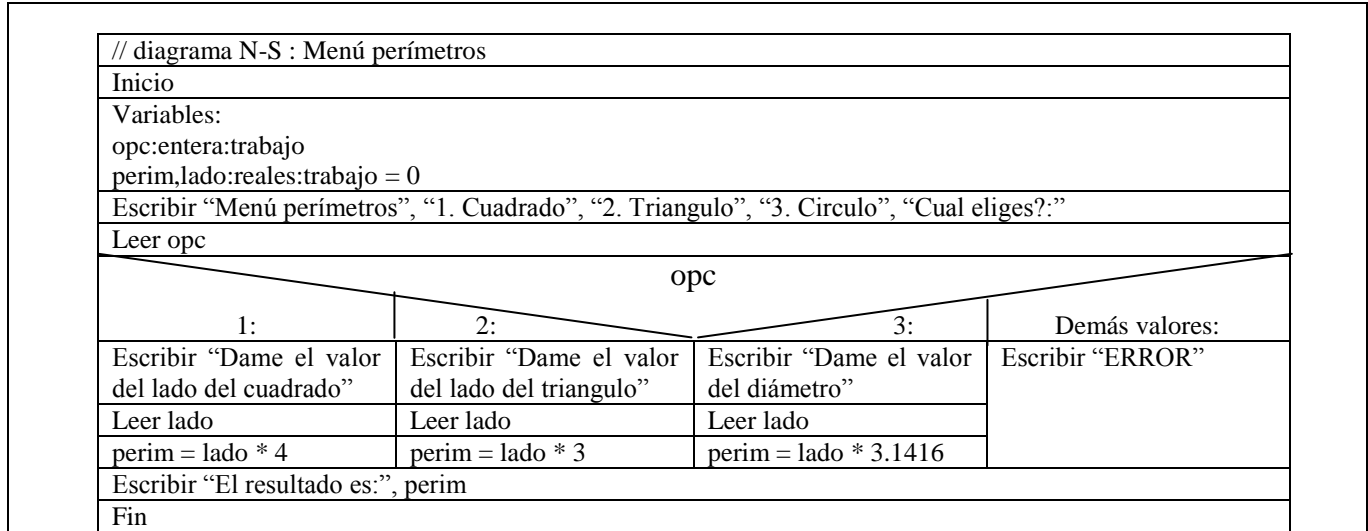 // diagrama N-S : Menú perímetros
Inicio
Variables:
opc:entera:trabajo
perim,lado:reales:trabajo = 0
Escribir “Menú perímetros”, “1. Cuadrado”, “2. Triangulo”, “3. Circulo”, “Cual eliges?:”
Leer opc
opc
1:
2:
3:
Demás valores:
Escribir “Dame el valor
del lado del cuadrado”
Escribir “Dame el valor
del lado del triangulo”
Escribir “Dame el valor
del diámetro”
Escribir “ERROR”
Leer lado
Leer lado
Leer lado
perim = lado * 4
perim = lado * 3
perim = lado * 3.1416
Escribir “El resultado es:”, perim
Fin